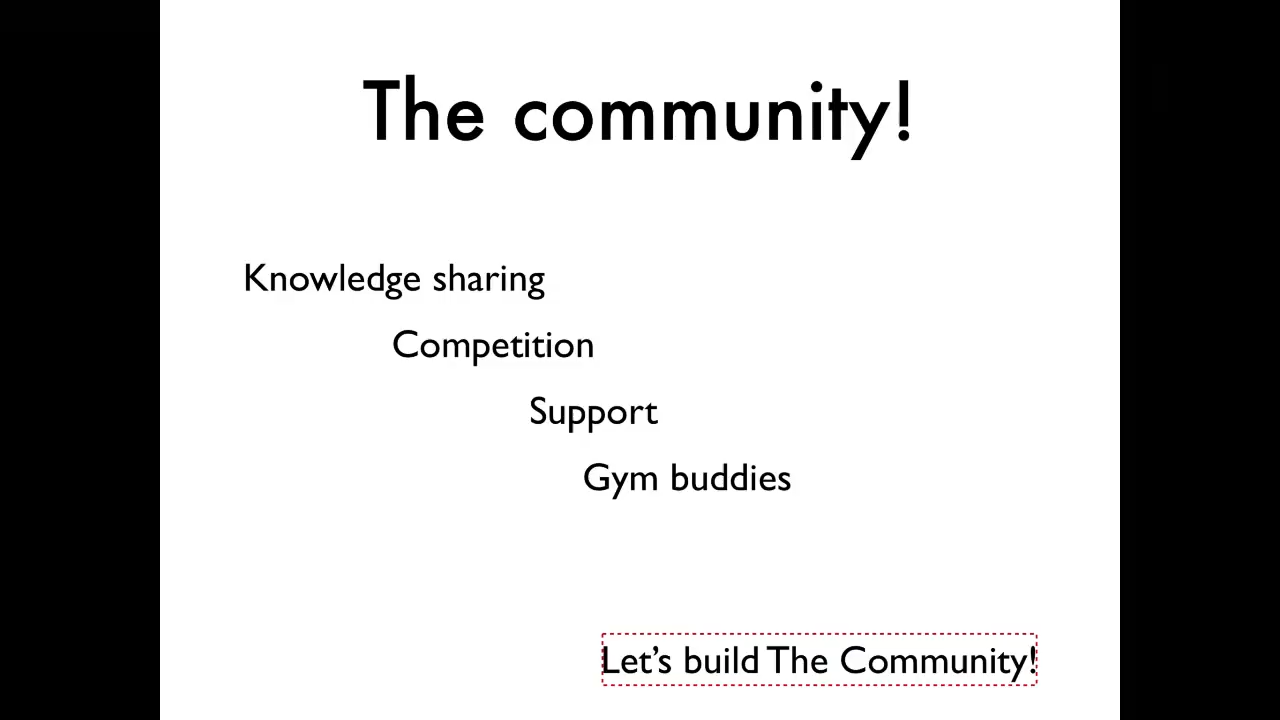 The community!
Knowledge sharing
Competition
Support
Gym buddies
Let’s build The Community!